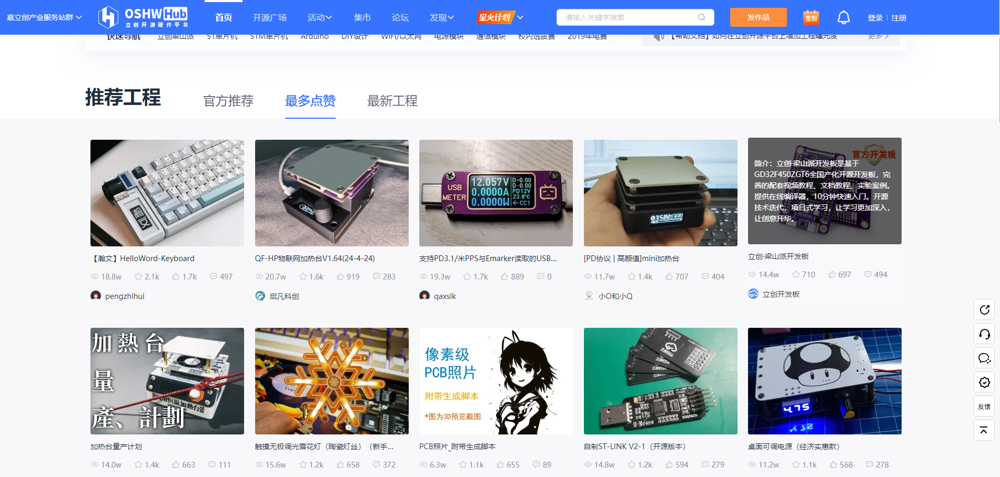 嘉立创产业服务站群
OSHWHub
立创开源硬件平台
首页 开源广场 活动 集市 论坛 发现 星火计划
请输入关键字搜索
发作品
签到
登录 | 注册
快速导航 立创梁山派 51单片机 STM单片机 Arduino DIY设计 WIFI/以太网 电源模块 通信模块 校内选拔赛 2019年电赛
【帮助文档】如何在立创开源平台上增加工程曝光度 更多
推荐工程 官方推荐 最多点赞 最新工程
瀚文
USB METER
12.057V
0.0000A
0.0000W
D+0.00
D-0.00
PD12V
23.8℃
←CC1
官方开发板
简介：立创·梁山派开发板是基于
GD32F450ZGT6全国产化开源开发板，完
善的配套视频教程、文档教程、实验案例。
提供在线编译器，10分钟快速入门。开源
技术迭代，项目式学习，让学习更加深入，
让创意升华。
【瀚文】HelloWord-Keyboard
18.8w 2.1k 1.7k 497
pengzhihui
QF-HP物联网加热台V1.64(24-4-24)
20.7w 1.6k 919 283
启凡科创
支持PD3.1/米PPS与Emarker读取的USB...
19.3w 1.7k 889 0
qaxslk
[PD协议 | 高颜值]mini加热台
11.7w 1.4k 707 404
小O和小Q
立创·梁山派开发板
14.4w 710 697 494
立创开发板
加熱台
量
產、計劃
恒温加熱台
像素级
PCB照片
附带生成脚本
*图为3D预览截图
立创EDA
ST-LINK V2_1
2020/06/26
加热台量产计划
14.0w 1.4k 663 111
触摸无极调光雪花灯（陶瓷灯丝）（新手...
15.6w 1.2k 658 372
PCB照片_附带生成脚本
6.3w 1.1k 655 89
自制ST-LINK V2-1（开源版本）
14.8w 1.2k 594 279
桌面可调电源（经济实惠款）
11.2w 1.1k 568 278
反馈